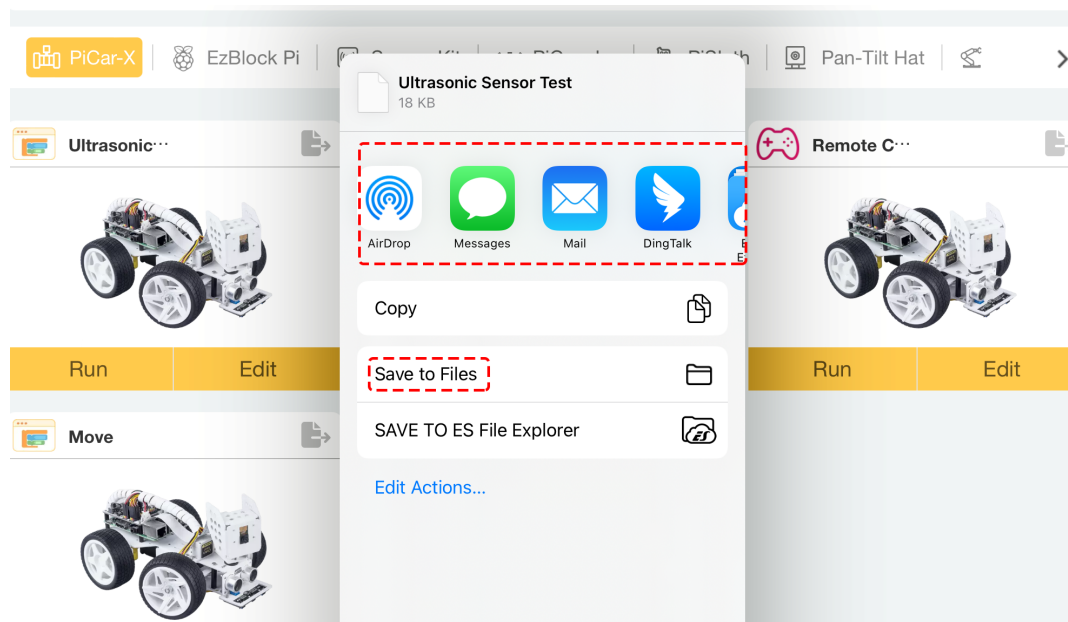 PiCar-X
EzBlock Pi
Pan-Tilt Hat
Ultrasonic Sensor Test
18 KB
Ultrasonic···
Remote C···
AirDrop
Messages
Mail
DingTalk
Copy
Run
Edit
Save to Files
Run
Edit
SAVE TO ES File Explorer
Move
Edit Actions...